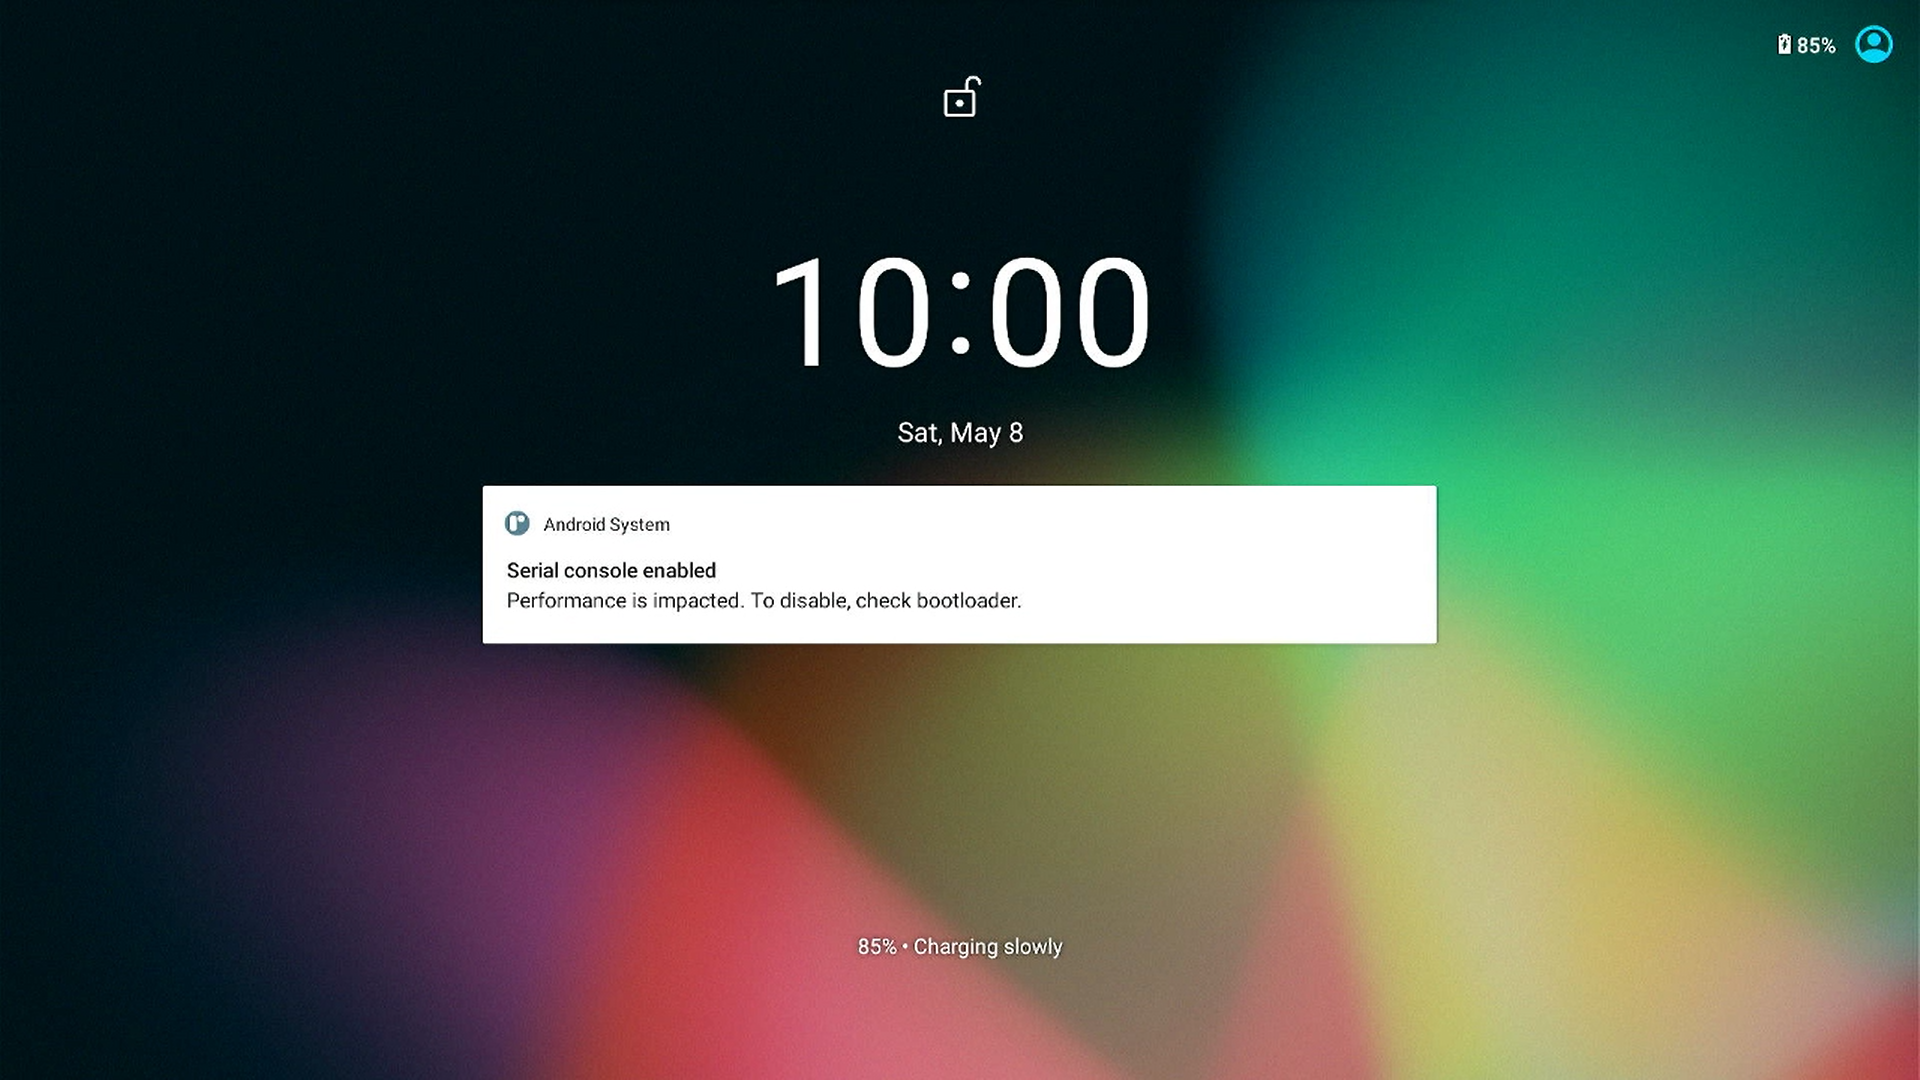 85%
10:00
Sat, May 8
Android System
Serial console enabled
Performance is impacted. To disable, check bootloader.
85% • Charging slowly